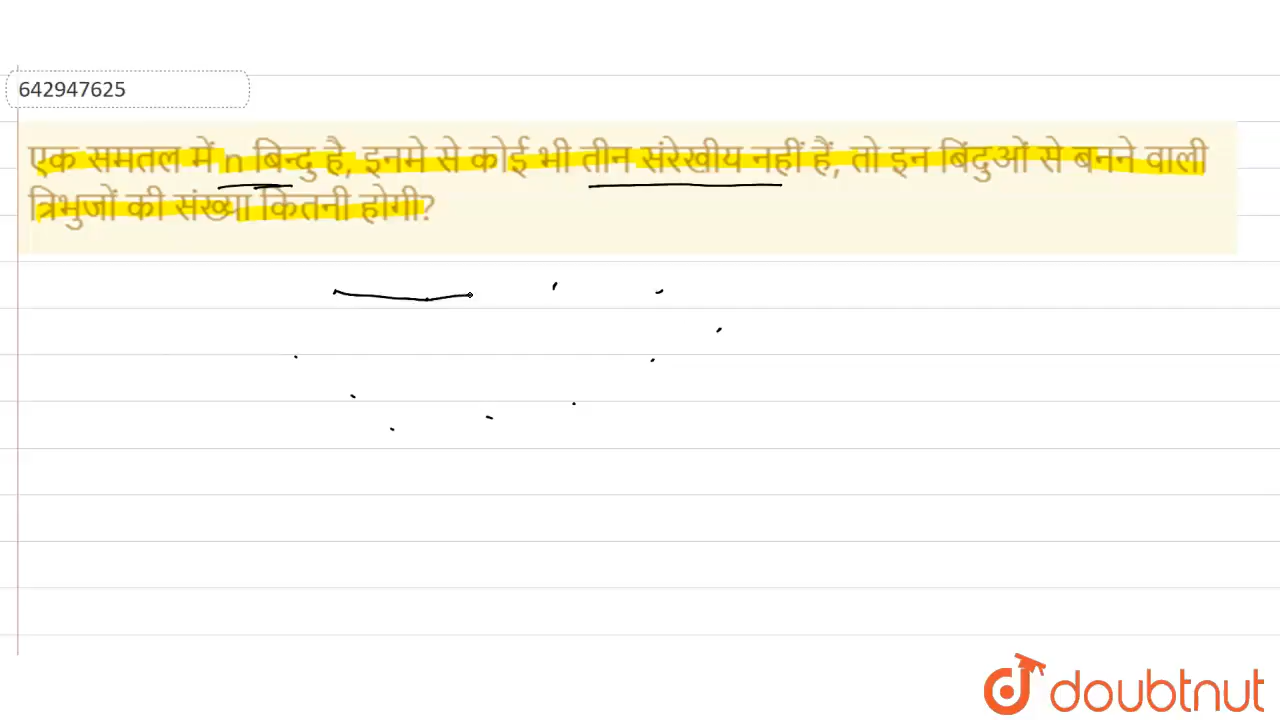 642947625
एक समतल में n बिन्दु है, इनमे से कोई भी तीन संरेखीय नहीं हैं, तो इन बिंदुओं से बनने वाली
त्रिभुजों की संख्या कितनी होगी?
doubtnut